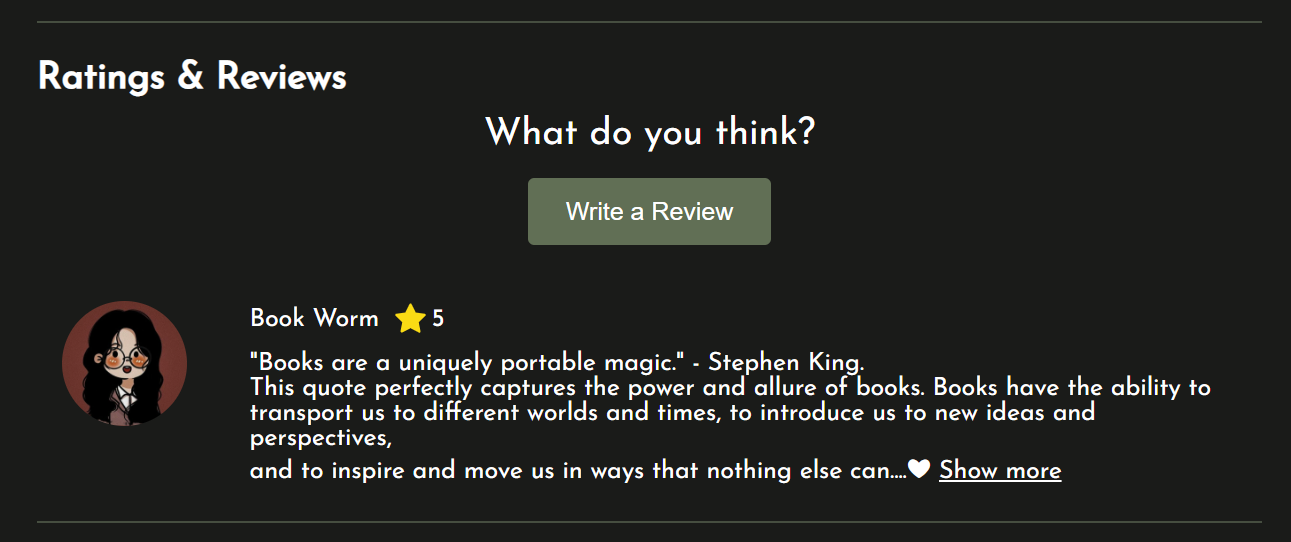 Ratings & Reviews
What do you think?
Write a Review
Book Worm ⭐ 5
"Books are a uniquely portable magic." - Stephen King.
This quote perfectly captures the power and allure of books. Books have the ability to
transport us to different worlds and times, to introduce us to new ideas and
perspectives,
and to inspire and move us in ways that nothing else can....🤍 Show more